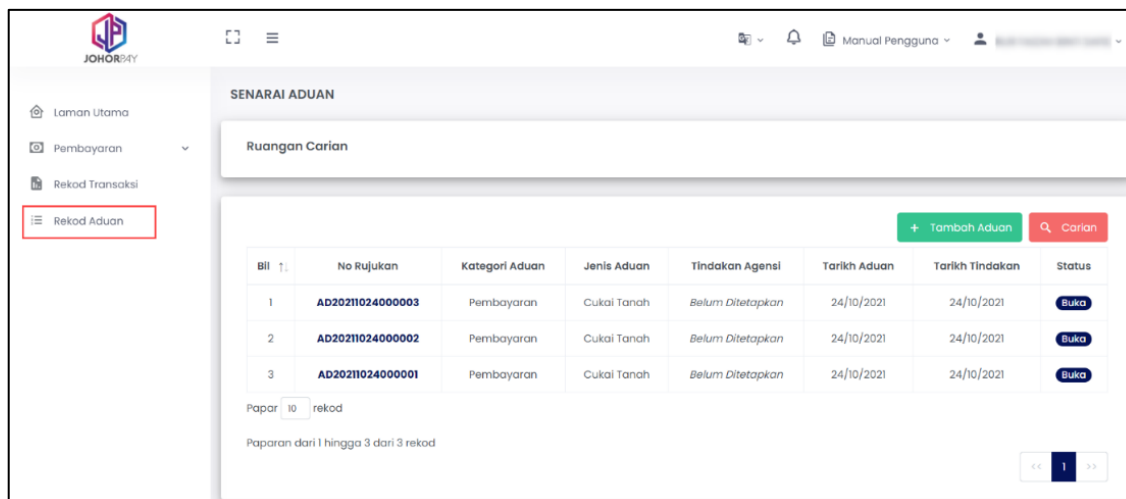 JOHORPAY
Manual Pengguna
Laman Utama
Pembayaran
Rekod Transaksi
Rekod Aduan
SENARAI ADUAN
Ruangan Carian
+ Tambah Aduan Carian
Bil No Rujukan Kategori Aduan Jenis Aduan Tindakan Agensi Tarikh Aduan Tarikh Tindakan Status
1 AD20211024000003 Pembayaran Cukai Tanah Belum Ditetapkan 24/10/2021 24/10/2021 Buka
2 AD20211024000002 Pembayaran Cukai Tanah Belum Ditetapkan 24/10/2021 24/10/2021 Buka
3 AD20211024000001 Pembayaran Cukai Tanah Belum Ditetapkan 24/10/2021 24/10/2021 Buka
Papar 10 rekod
Paparan dari 1 hingga 3 dari 3 rekod
<< 1 >>